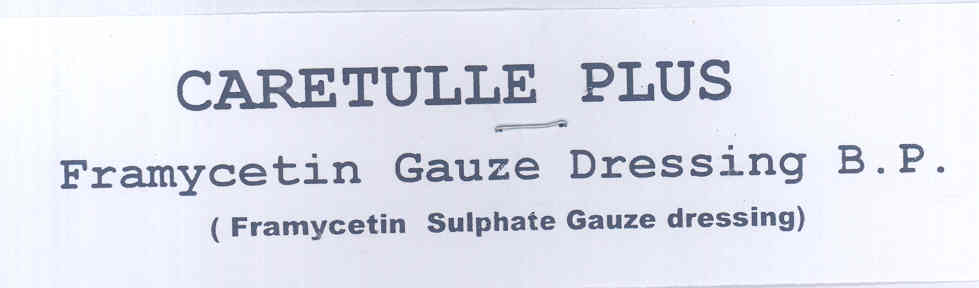 CARETULLE PLUS
Framycetin Gauze Dressing B.P.
( Framycetin Sulphate Gauze dressing)